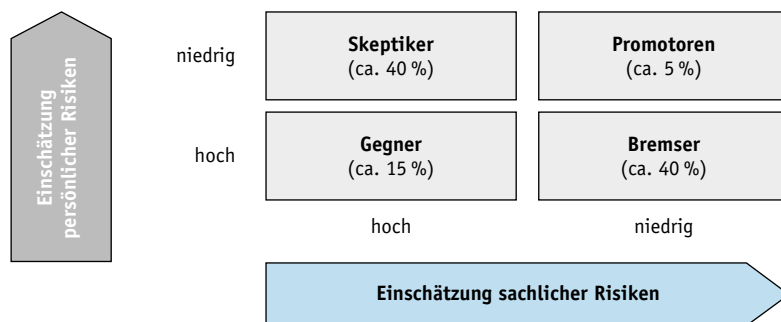 Einschätzung
persönlicher Risiken
niedrig
Skeptiker
(ca. 40 %)
Promotoren
(ca. 5 %)
hoch
Gegner
(ca. 15 %)
Bremser
(ca. 40 %)
hoch
niedrig
Einschätzung sachlicher Risiken